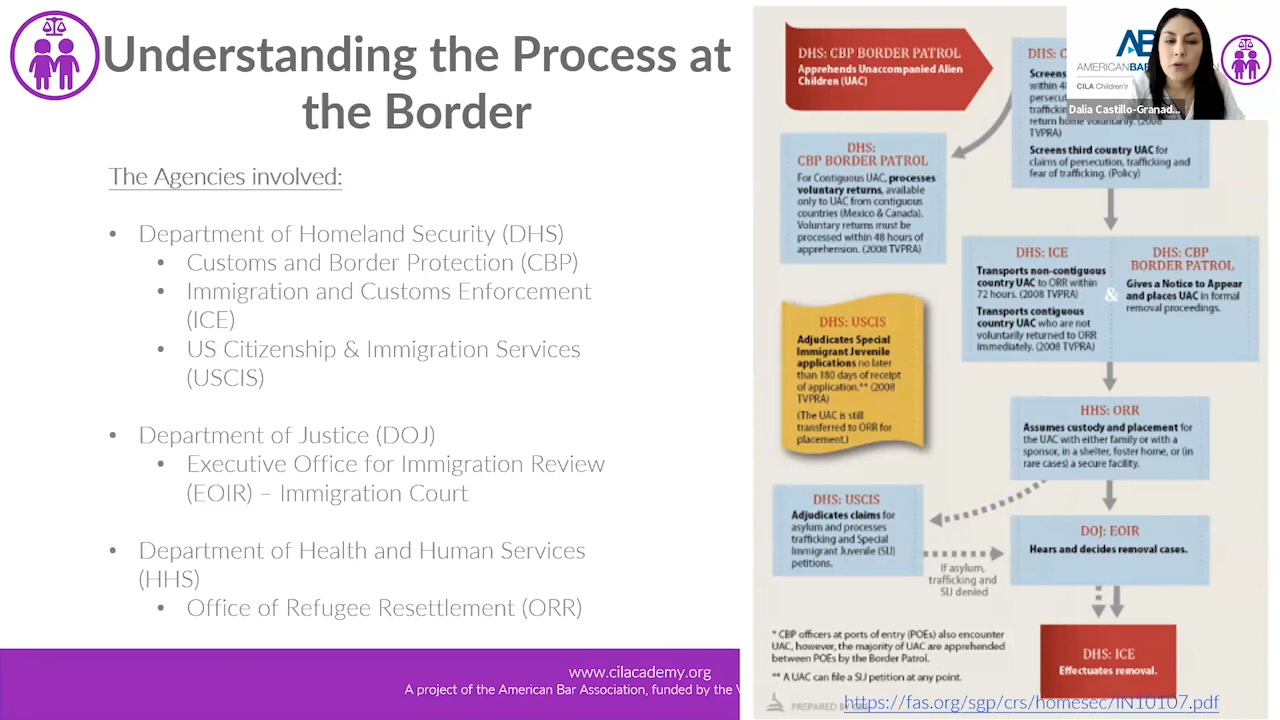 Understanding the Process at
the Border
The Agencies involved:
• Department of Homeland Security (DHS)
• Customs and Border Protection (CBP)
• Immigration and Customs Enforcement
(ICE)
• US Citizenship & Immigration Services
(USCIS)
• Department of Justice (DOJ)
• Executive Office for Immigration Review
(EOIR) – Immigration Court
• Department of Health and Human Services
(HHS)
• Office of Refugee Resettlement (ORR)
www.cilacademy.org
A project of the American Bar Association, funded by the
DHS: CBP BORDER PATROL
Apprehends Unaccompanied Alien
Children (UAC)
DHS:
Screens
within
TVPRA)
Screens third country UAC for
claims of persecution, trafficking and
fear of trafficking. (Policy)
AMERICANBAR
CILA Children's
Dalia Castillo-Granad...
DHS:
CBP BORDER PATROL
For Contiguous UAC, processes
voluntary returns, available
only to UAC from contiguous
countries (Mexico & Canada).
Voluntary returns must be
processed within 48 hours of
apprehension. (2008 TVPRA)
DHS: ICE
Transports non-contiguous
country UAC to ORR within
72 hours. (2008 TVPRA)
Transports contiguous
country UAC who are not
voluntarily returned to ORR
immediately. (2008 TVPRA)
&
DHS: CBP
BORDER PATROL
Gives a Notice to Appear
and places UAC in formal
removal proceedings.
DHS: USCIS
Adjudicates Special
Immigrant Juvenile
applications no later
than 180 days of receipt
of application.** (2008
TVPRA)
(The UAC is still
transferred to ORR for
placement.)
HHS: ORR
Assumes custody and placement for
the UAC with either family or with a
sponsor, in a shelter, foster home, or (in
rare cases) a secure facility.
DHS: USCIS
Adjudicates claims for
asylum and processes
trafficking and Special
Immigrant Juvenile (SIJ)
petitions.
If asylum,
trafficking and
SIJ denied
DOJ: EOIR
Hears and decides removal cases.
DHS: ICE
Effectuates removal.
* CBP officers at ports of entry (POEs) also encounter
UAC, however, the majority of UAC are apprehended
between POEs by the Border Patrol.
** A UAC can file a SIJ petition at any point.
PREPARED BY
https://fas.org/sgp/crs/homesec/IN10107.pdf